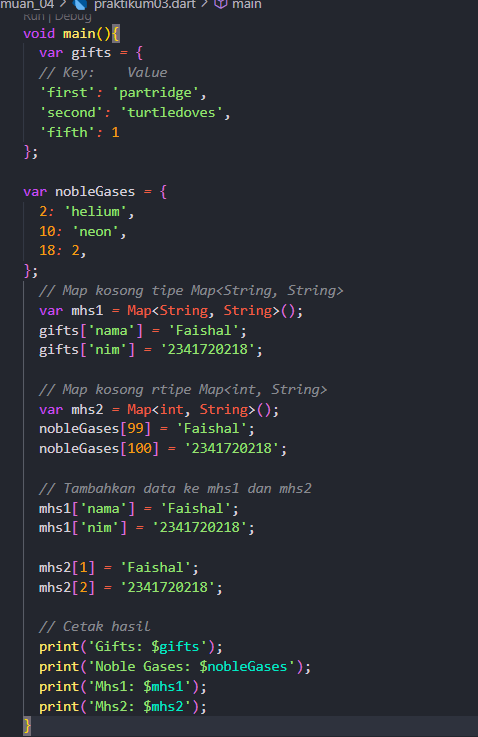 muan_04 > praktikum03.dart > main
Run | Debug
void main(){
var gifts = {
// Key:    Value
'first': 'partridge',
'second': 'turtledoves',
'fifth': 1
};
var nobleGases = {
2: 'helium',
10: 'neon',
18: 2,
};
// Map kosong tipe Map<String, String>
var mhs1 = Map<String, String>();
gifts['nama'] = 'Faishal';
gifts['nim'] = '2341720218';
// Map kosong rtipe Map<int, String>
var mhs2 = Map<int, String>();
nobleGases[99] = 'Faishal';
nobleGases[100] = '2341720218';
// Tambahkan data ke mhs1 dan mhs2
mhs1['nama'] = 'Faishal';
mhs1['nim'] = '2341720218';
mhs2[1] = 'Faishal';
mhs2[2] = '2341720218';
// Cetak hasil
print('Gifts: $gifts');
print('Noble Gases: $nobleGases');
print('Mhs1: $mhs1');
print('Mhs2: $mhs2');
}